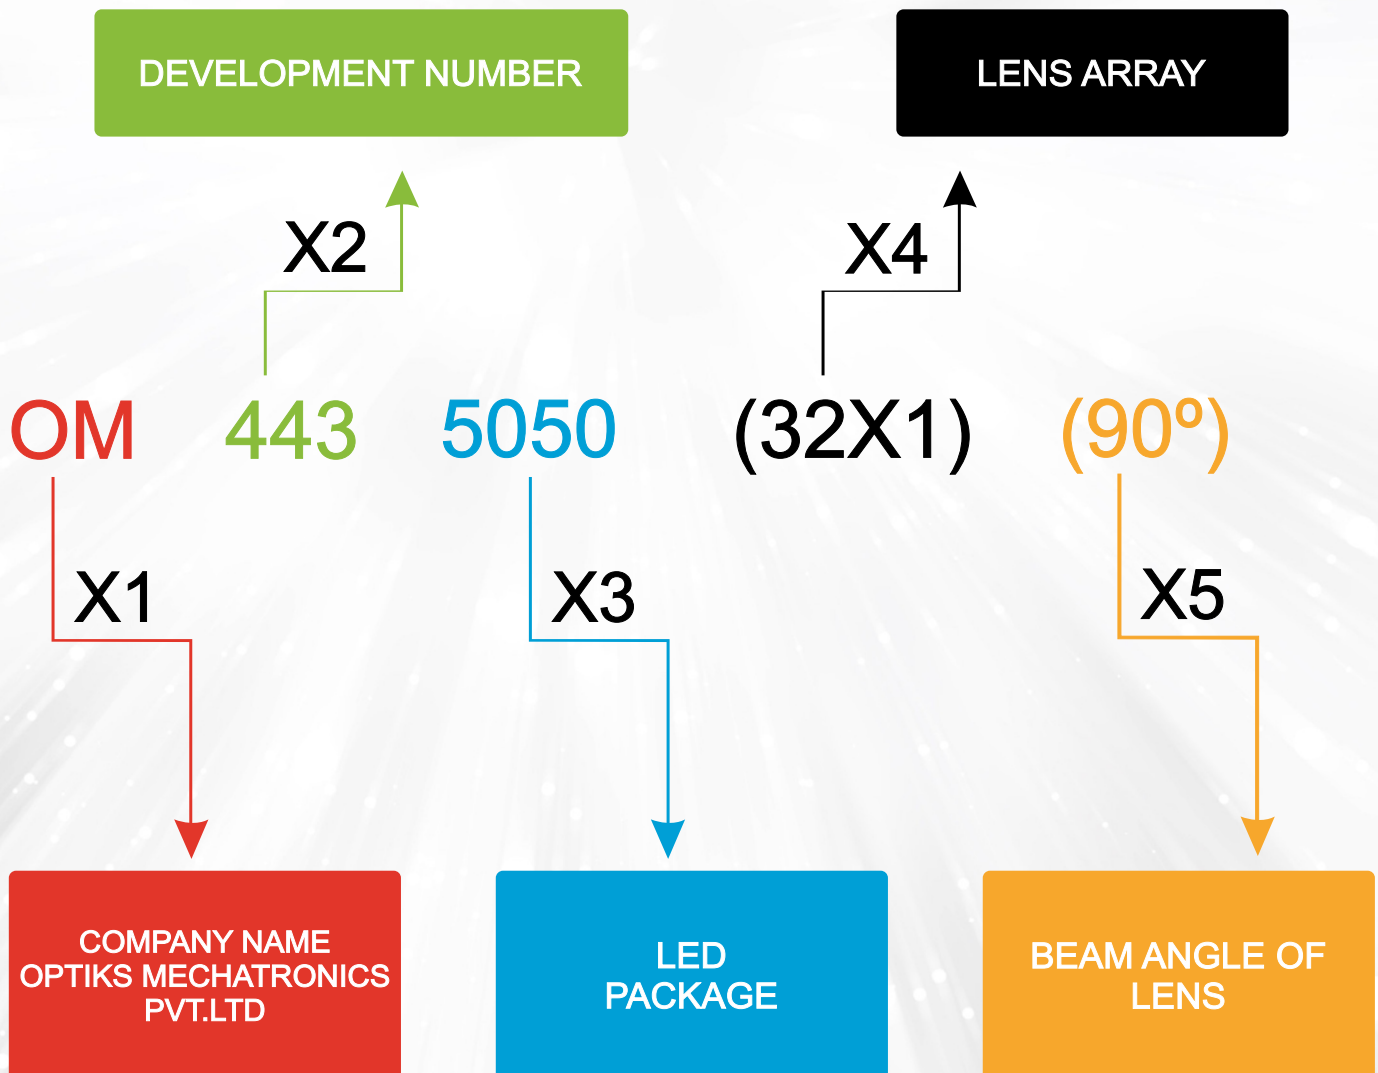 DEVELOPMENT NUMBER
LENS ARRAY
X2
X4
OM 443 5050 (32X1) (90º)
X1
X3
X5
COMPANY NAME
OPTIKS MECHATRONICS
PVT.LTD
LED
PACKAGE
BEAM ANGLE OF
LENS